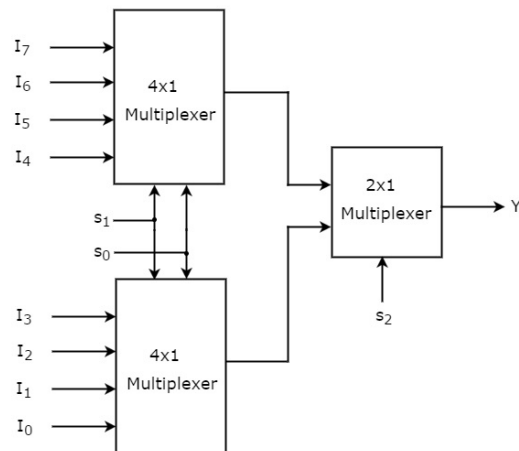 I₇
I₆
I₅
I₄
4x1
Multiplexer
s₁
s₀
2x1
Multiplexer
Y
s₂
I₃
I₂
I₁
I₀
4x1
Multiplexer